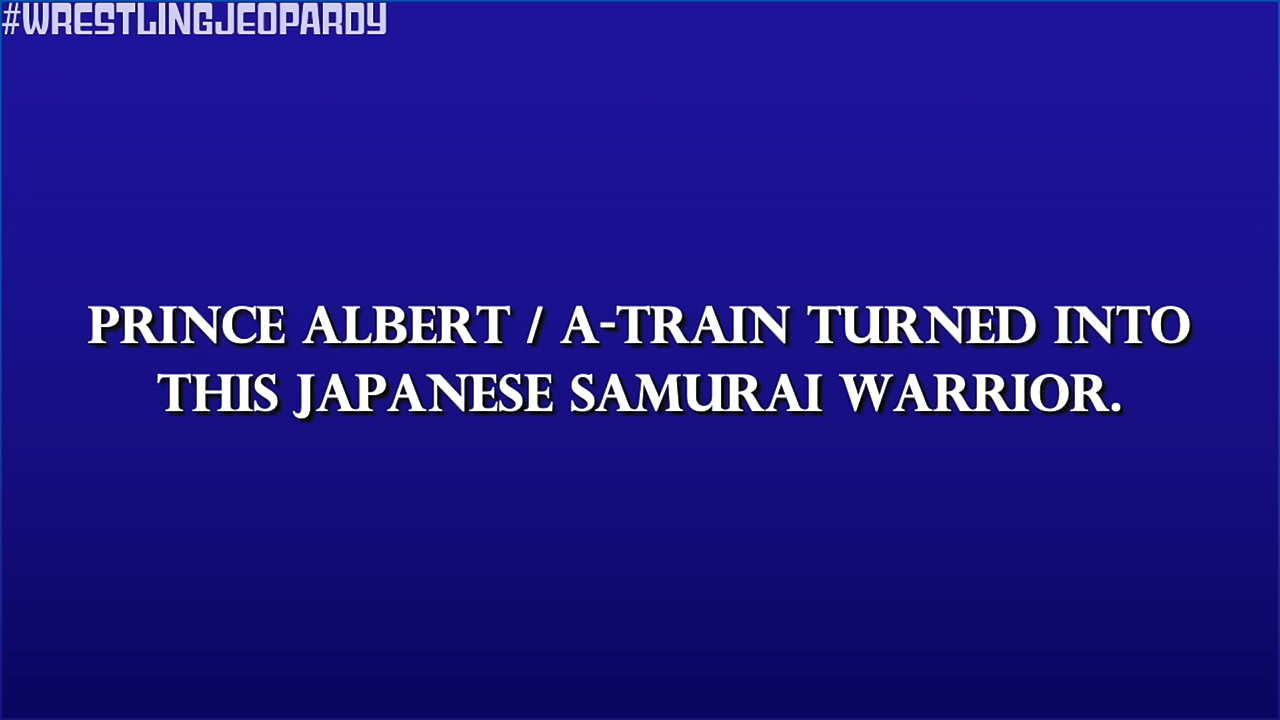 #WRESTLINGJEOPARDY
PRINCE ALBERT / A-TRAIN TURNED INTO
THIS JAPANESE SAMURAI WARRIOR.